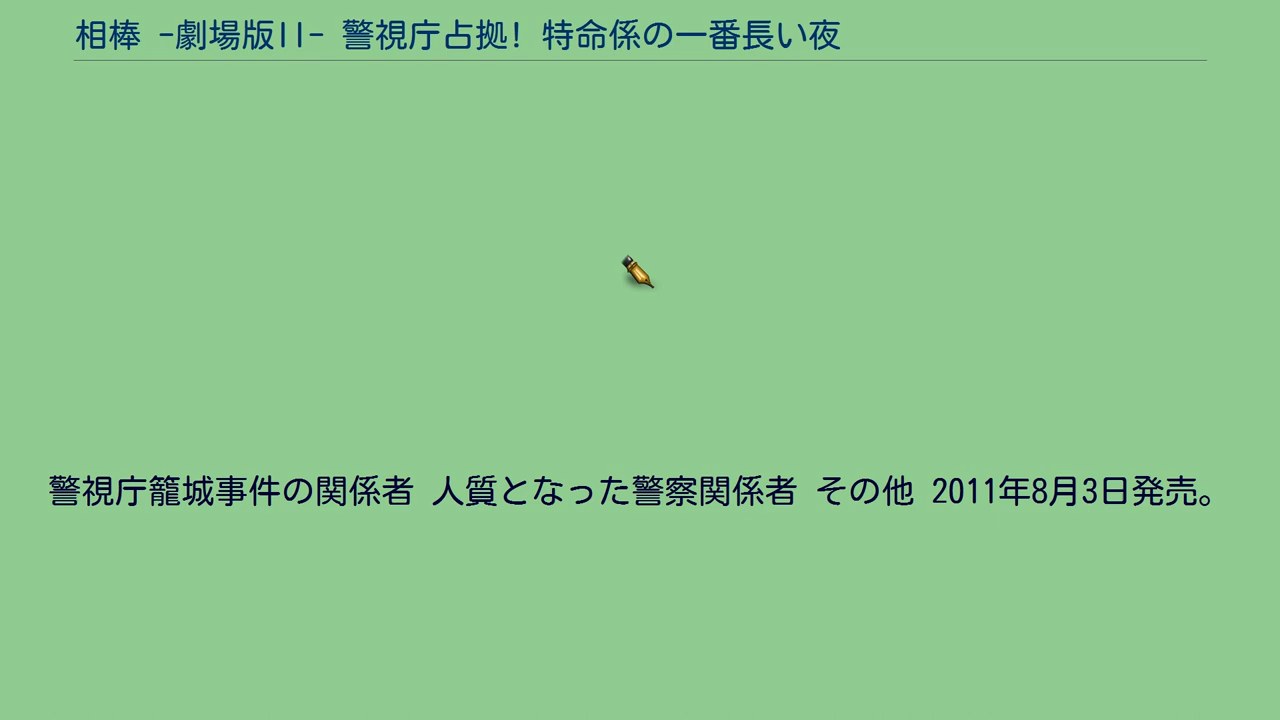 相棒 -劇場版II- 警視庁占拠! 特命係の一番長い夜
警視庁籠城事件の関係者 人質となった警察関係者 その他 2011年8月3日発売。